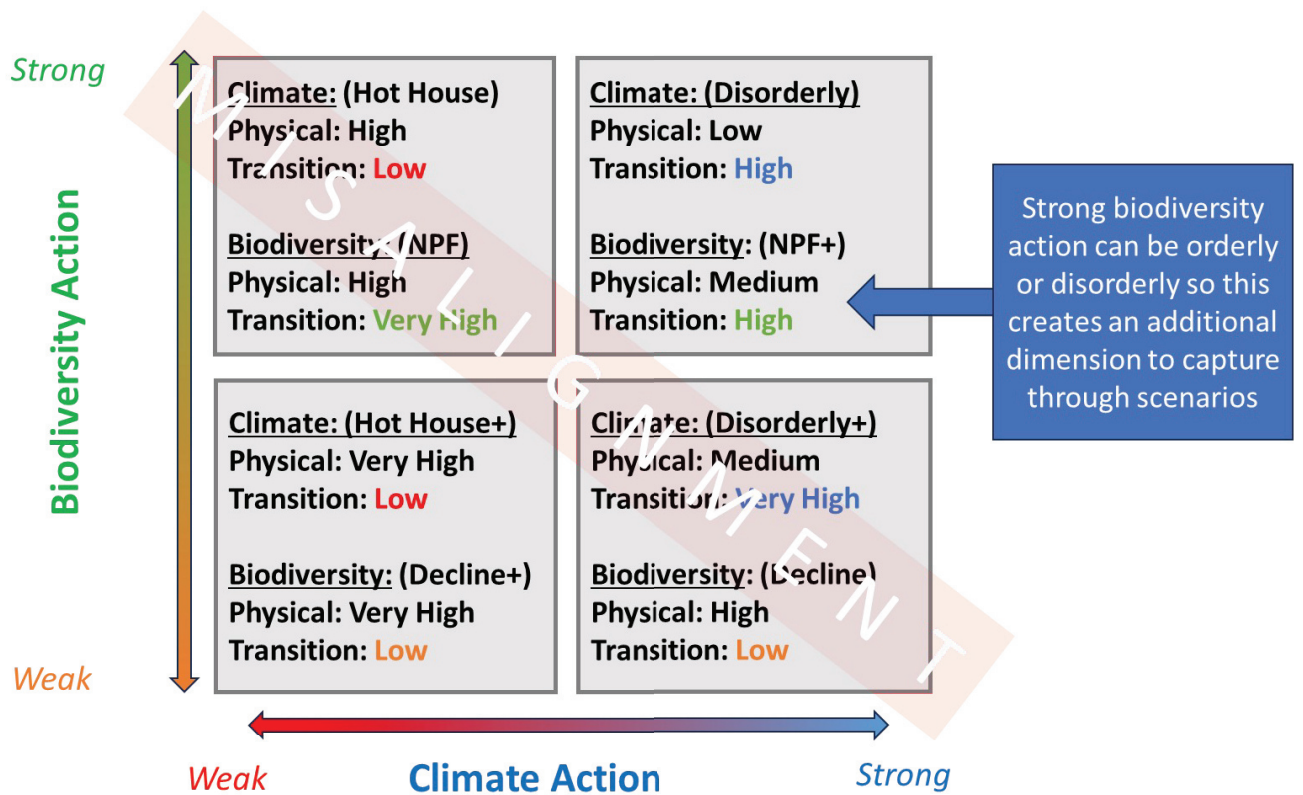 Strong
Biodiversity Action
Weak
Climate: (Hot House)
Physical: High
Transition: Low
Biodiversity: (NPF)
Physical: High
Transition: Very High
Climate: (Disorderly)
Physical: Low
Transition: High
Biodiversity: (NPF+)
Physical: Medium
Transition: High
Strong biodiversity
action can be orderly
or disorderly so this
creates an additional
dimension to capture
through scenarios
Climate: (Hot House+)
Physical: Very High
Transition: Low
Biodiversity: (Decline+)
Physical: Very High
Transition: Low
Climate: (Disorderly+)
Physical: Medium
Transition: Very High
Biodiversity: (Decline)
Physical: High
Transition: Low
MISALIGNMENT
Weak
Climate Action
Strong